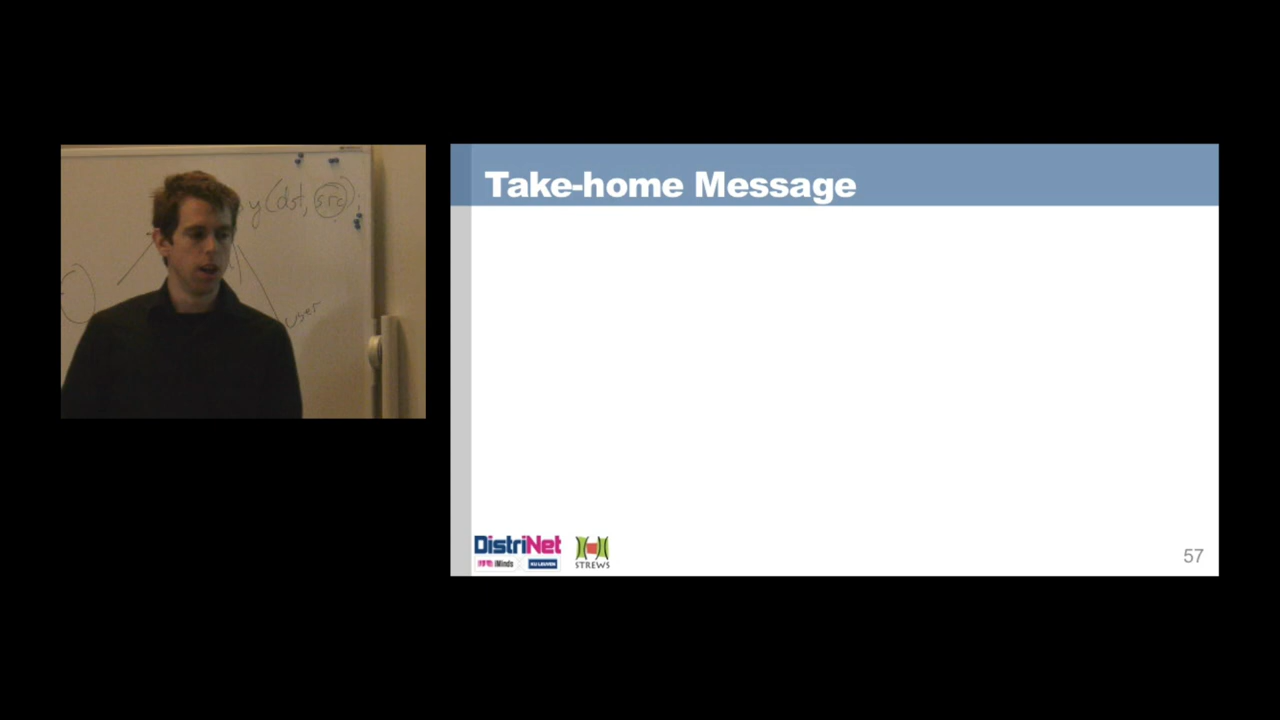 y(dst, src);
user
Take-home Message
DistriNet
iMinds
KU LEUVEN
STREWS
57